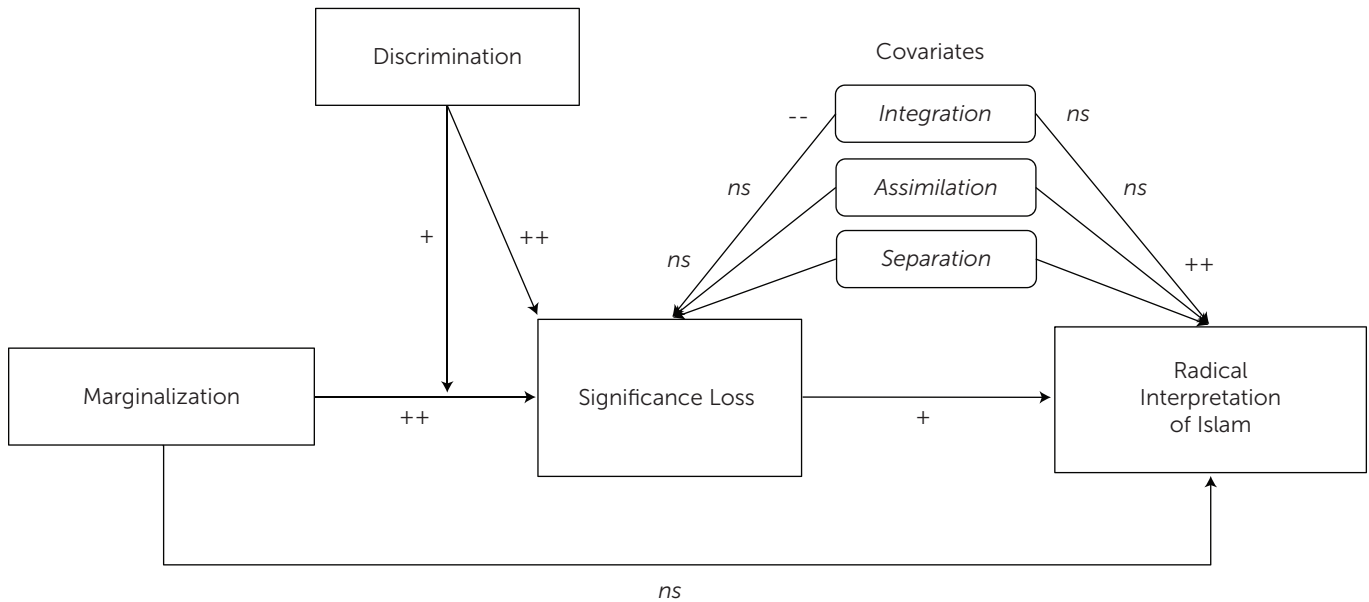 Discrimination
Covariates
-- Integration ns
ns Assimilation ns
+ ++
ns Separation ++
Marginalization
++
Significance Loss
+
Radical
Interpretation
of Islam
ns